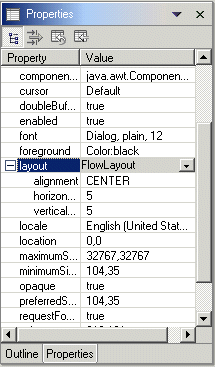 Properties
Property Value
componen... java.awt.Componen...
cursor Default
doubleBuf... true
enabled true
font Dialog, plain, 12
foreground Color:black
layout FlowLayout
alignment CENTER
horizon... 5
vertical... 5
locale English (United Stat...
location 0,0
maximumS... 32767,32767
minimumSi... 104,35
opaque true
preferredS... 104,35
requestFo... true
Outline Properties